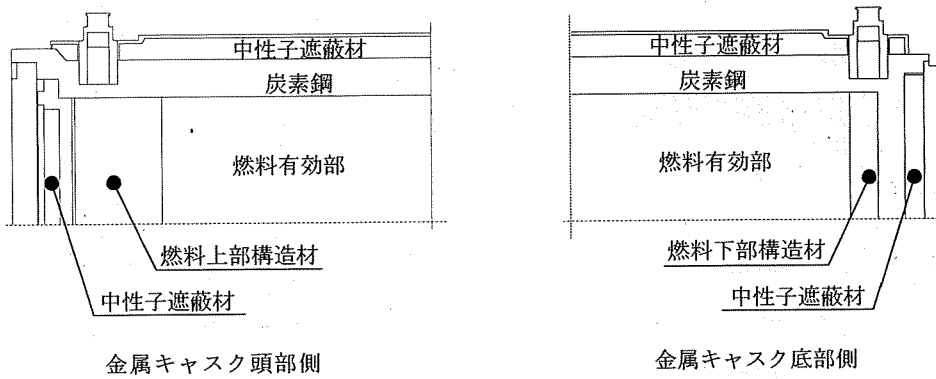 中性子遮蔽材
炭素鋼
燃料有効部
燃料上部構造材
中性子遮蔽材
金属キャスク頭部側
中性子遮蔽材
炭素鋼
燃料有効部
燃料下部構造材
中性子遮蔽材
金属キャスク底部側